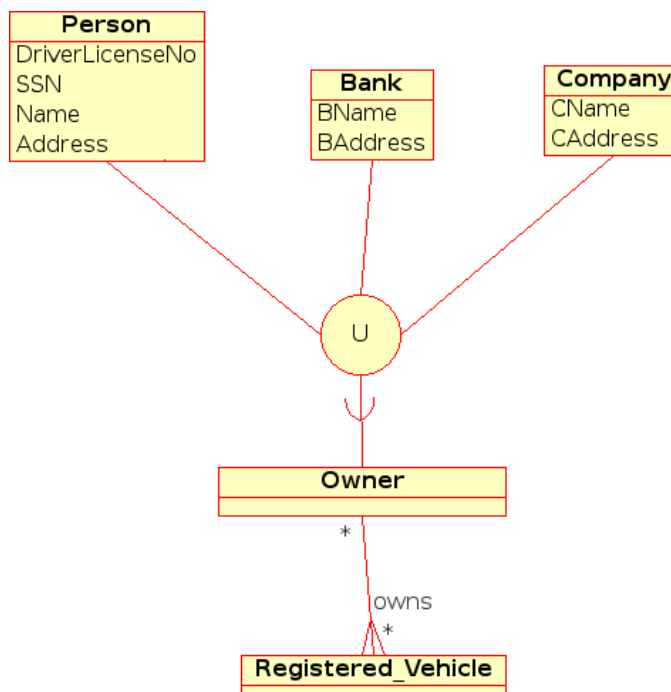 Person
DriverLicenseNo
SSN
Name
Address
Bank
BName
BAddress
Company
CName
CAddress
U
Owner
*
owns
*
Registered_Vehicle